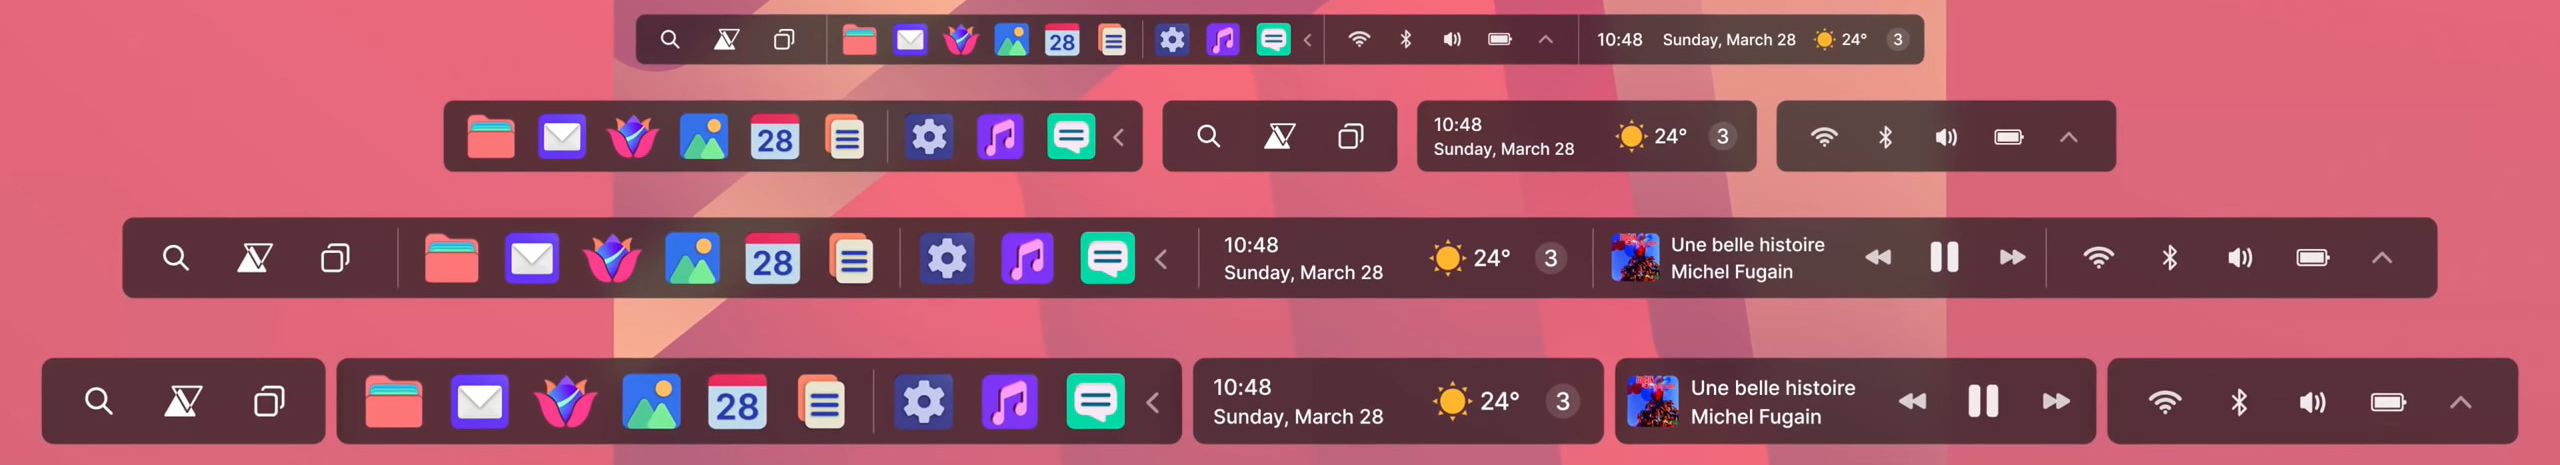 28
10:48 Sunday, March 28 24° 3
28
10:48
Sunday, March 28
24° 3
28
10:48
Sunday, March 28
24° 3
Une belle histoire
Michel Fugain
28
10:48
Sunday, March 28
24° 3
Une belle histoire
Michel Fugain